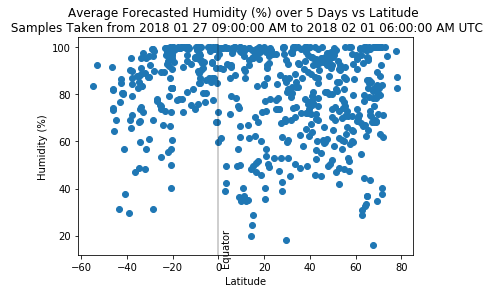 Average Forecasted Humidity (%) over 5 Days vs Latitude
Samples Taken from 2018 01 27 09:00:00 AM to 2018 02 01 06:00:00 AM UTC
Humidity (%)
100
80
60
40
20
Equator
−60
−40
−20
0
20
40
60
80
Latitude